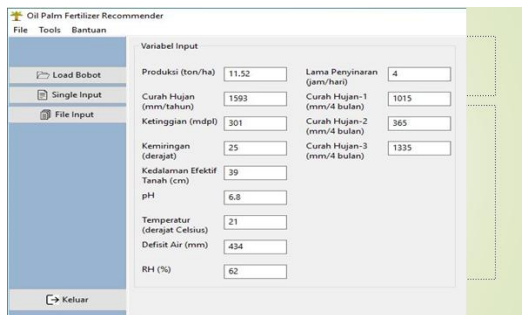 Oil Palm Fertilizer Recommender
File Tools Bantuan
Load Bobot
Single Input
File Input
Keluar
Variabel Input
Produksi (ton/ha) 11.52
Curah Hujan
(mm/tahun) 1593
Ketinggian (mdpl) 301
Kemiringan
(derajat) 25
Kedalaman Efektif
Tanah (cm) 39
pH 6.8
Temperatur
(derajat Celsius) 21
Defisit Air (mm) 434
RH (%) 62
Lama Penyinaran
(jam/hari) 4
Curah Hujan-1
(mm/4 bulan) 1015
Curah Hujan-2
(mm/4 bulan) 365
Curah Hujan-3
(mm/4 bulan) 1335